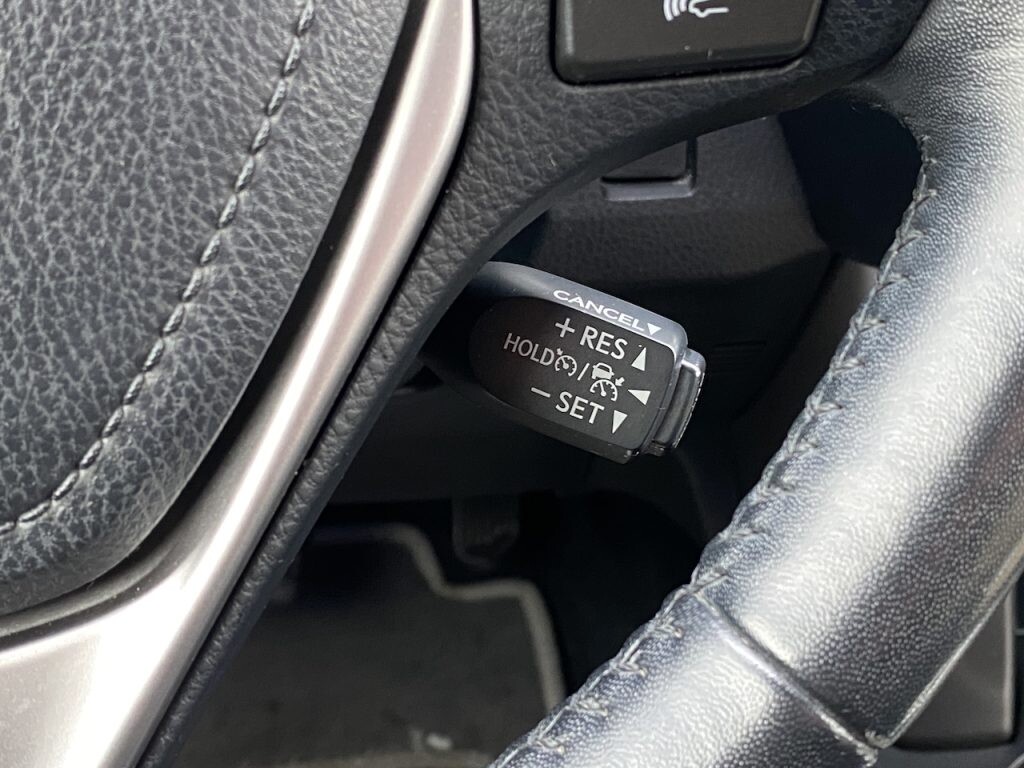 CANCEL▼
+ RES ▲
HOLD / ◀
− SET ▼